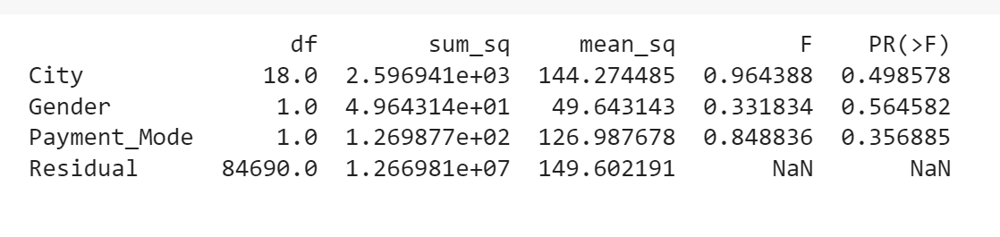 df sum_sq mean_sq F PR(>F)
City 18.0 2.596941e+03 144.274485 0.964388 0.498578
Gender 1.0 4.964314e+01 49.643143 0.331834 0.564582
Payment_Mode 1.0 1.269877e+02 126.987678 0.848836 0.356885
Residual 84690.0 1.266981e+07 149.602191 NaN NaN